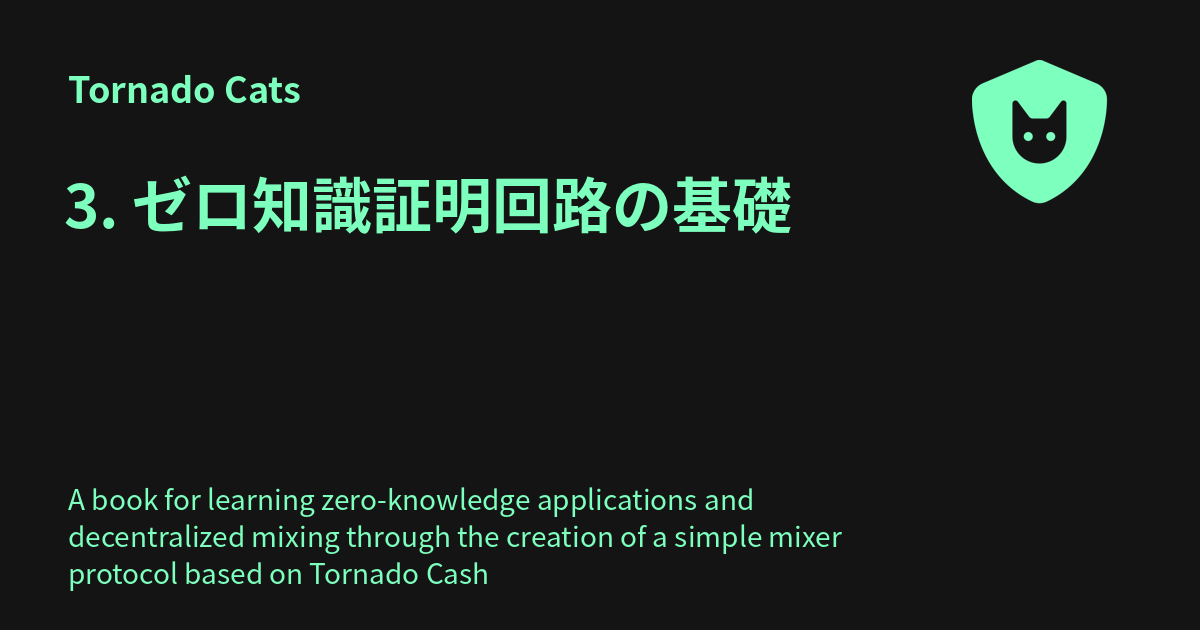 Tornado Cats
3. ゼロ知識証明回路の基礎
A book for learning zero-knowledge applications and
decentralized mixing through the creation of a simple mixer
protocol based on Tornado Cash